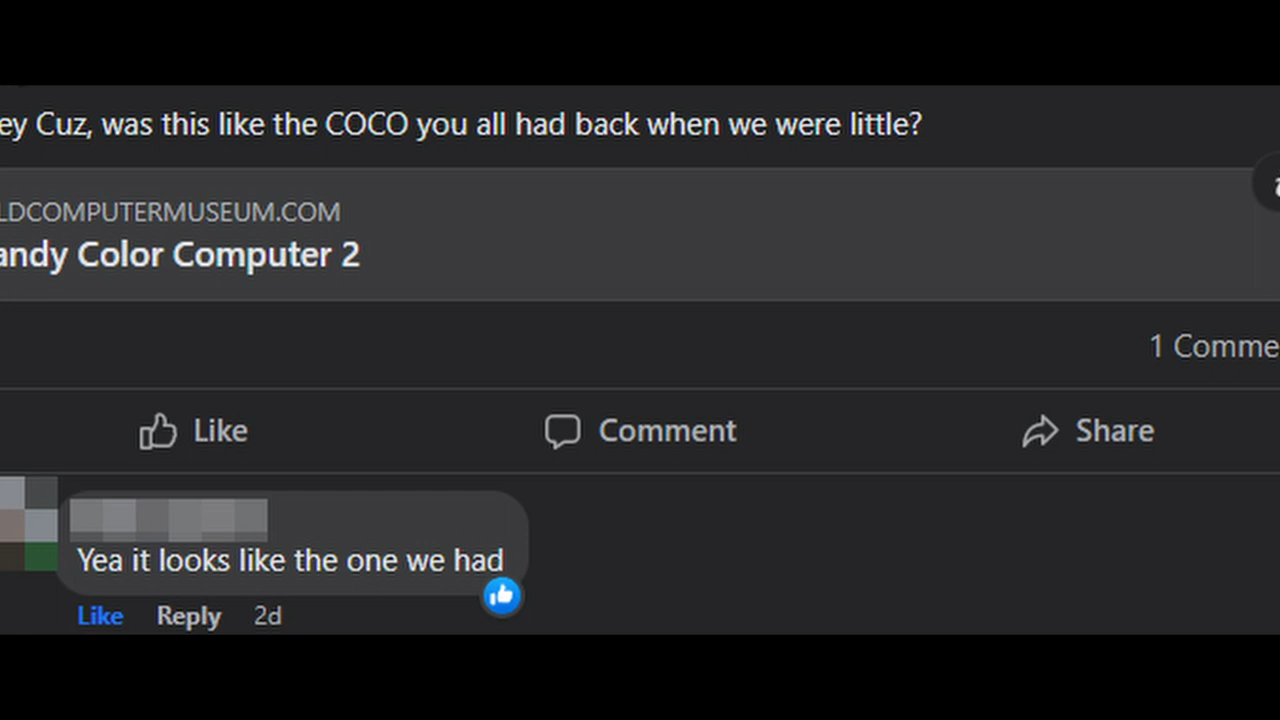 ey Cuz, was this like the COCO you all had back when we were little?
LDCOMPUTERMUSEUM.COM
andy Color Computer 2
1 Comme
Like
Comment
Share
Yea it looks like the one we had
Like Reply 2d